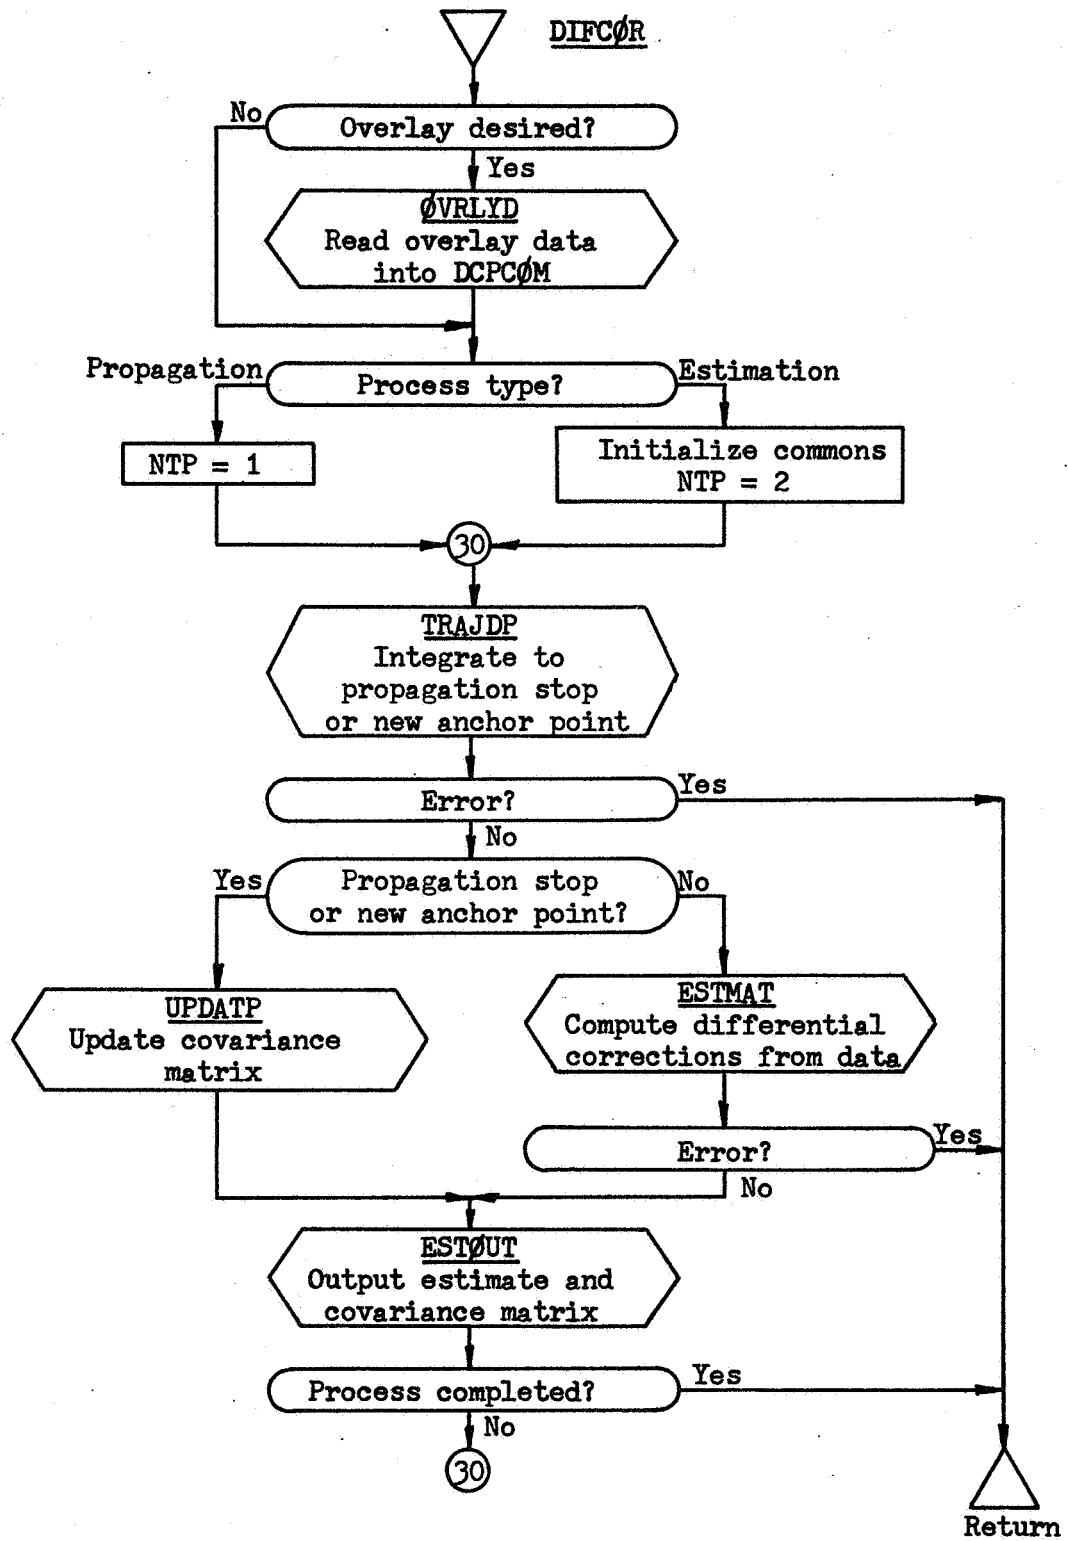 DIFCØR
No
Overlay desired?
Yes
ØVRLYD
Read overlay data
into DCPCØM
Propagation
Process type?
Estimation
NTP = 1
Initialize commons
NTP = 2
30
TRAJDP
Integrate to
propagation stop
or new anchor point
Error?
Yes
No
Yes
Propagation stop
or new anchor point?
No
UPDATP
Update covariance
matrix
ESTMAT
Compute differential
corrections from data
Error?
Yes
No
ESTØUT
Output estimate and
covariance matrix
Process completed?
Yes
No
30
Return